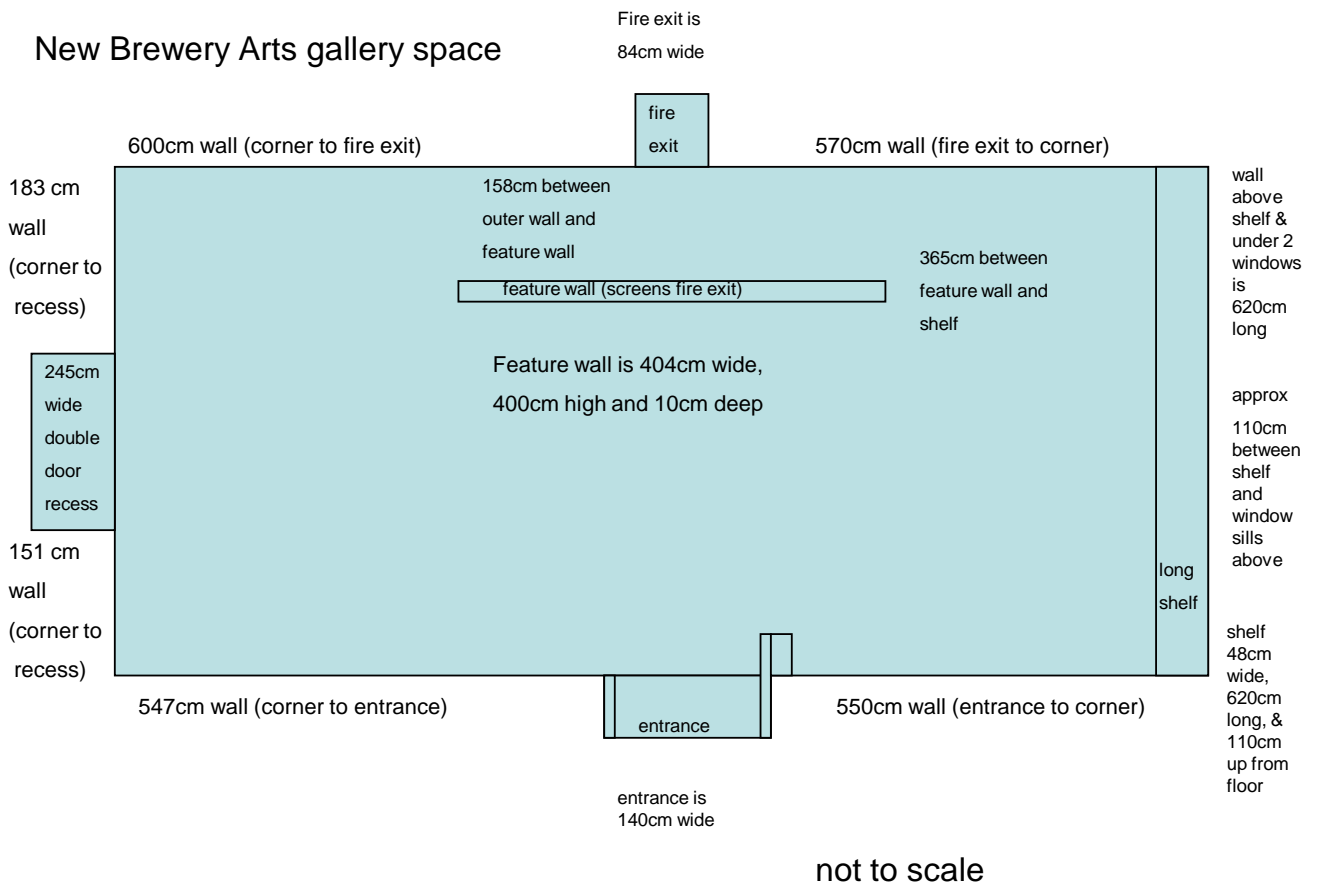 Fire exit is
84cm wide
New Brewery Arts gallery space
fire
exit
600cm wall (corner to fire exit)
570cm wall (fire exit to corner)
183 cm
wall
(corner to
recess)
158cm between
outer wall and
feature wall
wall
above
shelf &
under 2
windows
is
620cm
long
365cm between
feature wall and
shelf
feature wall (screens fire exit)
Feature wall is 404cm wide,
400cm high and 10cm deep
245cm
wide
double
door
recess
approx
110cm
between
shelf
and
window
sills
above
151 cm
wall
(corner to
recess)
long
shelf
shelf
48cm
wide,
620cm
long, &
110cm
up from
floor
547cm wall (corner to entrance)
entrance
550cm wall (entrance to corner)
entrance is
140cm wide
not to scale